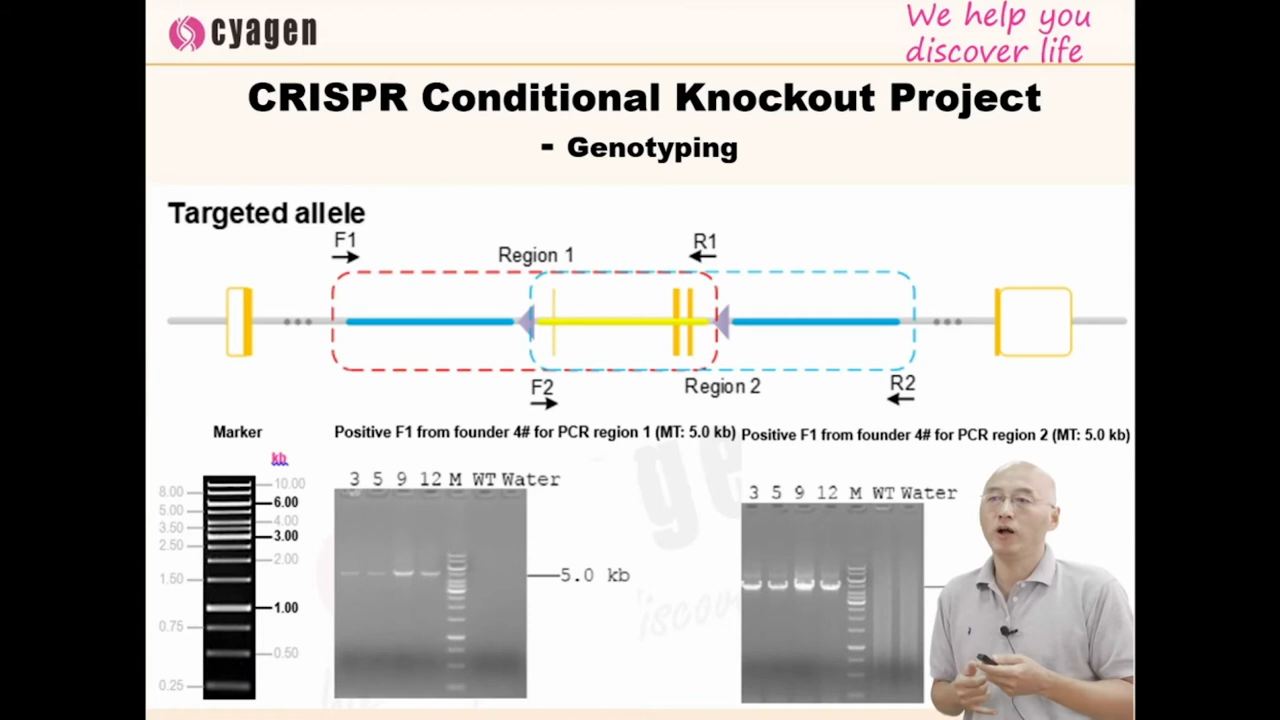 cyagen
We help you
discover life
CRISPR Conditional Knockout Project
- Genotyping
Targeted allele
F1
Region 1
R1
F2
Region 2
R2
Marker
kb
10.00
8.00
6.00
5.00
4.00
3.50
3.00
2.50
2.00
1.50
1.00
0.75
0.50
0.25
Positive F1 from founder 4# for PCR region 1 (MT: 5.0 kb)
3 5 9 12 M WT Water
5.0 kb
Positive F1 from founder 4# for PCR region 2 (MT: 5.0 kb)
3 5 9 12 M WT Water